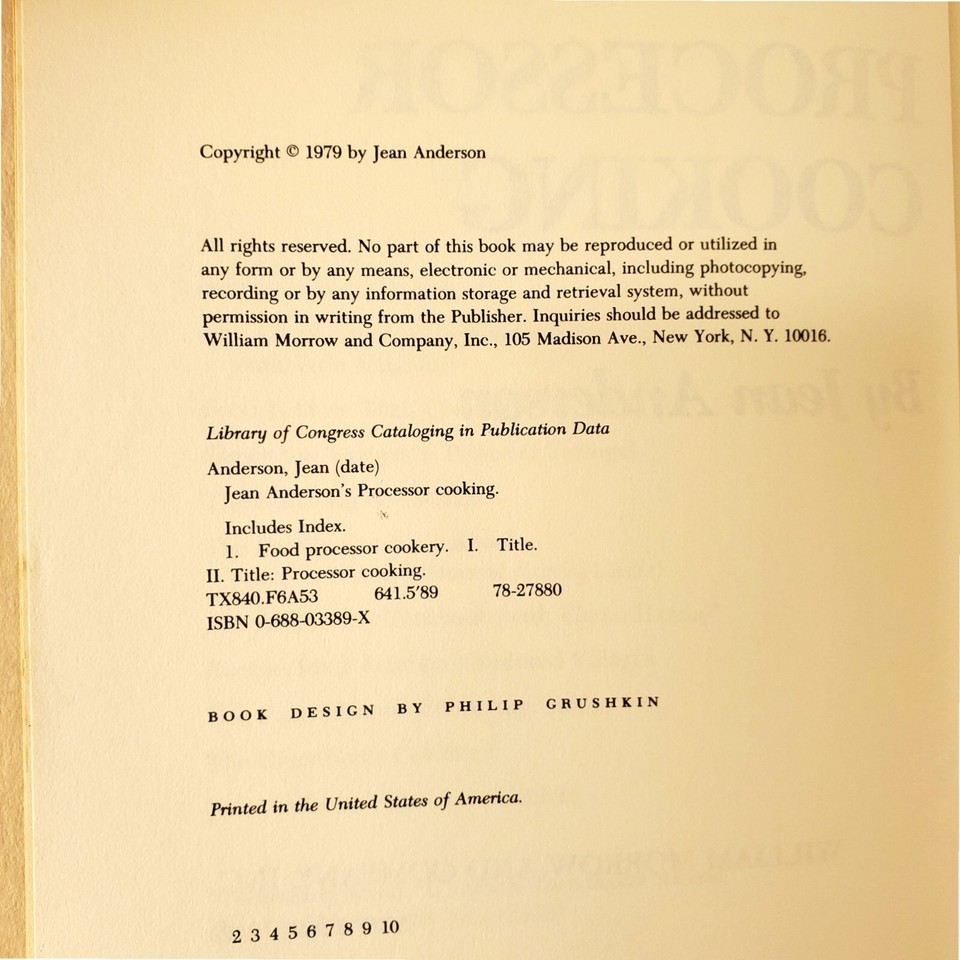 Copyright © 1979 by Jean Anderson
All rights reserved. No part of this book may be reproduced or utilized in
any form or by any means, electronic or mechanical, including photocopying,
recording or by any information storage and retrieval system, without
permission in writing from the Publisher. Inquiries should be addressed to
William Morrow and Company, Inc., 105 Madison Ave., New York, N. Y. 10016.
Library of Congress Cataloging in Publication Data
Anderson, Jean (date)
Jean Anderson's Processor cooking.
Includes Index.
1. Food processor cookery. I. Title.
II. Title: Processor cooking.
TX840.F6A53 641.5'89 78-27880
ISBN 0-688-03389-X
BOOK DESIGN BY PHILIP GRUSHKIN
Printed in the United States of America.
2 3 4 5 6 7 8 9 10